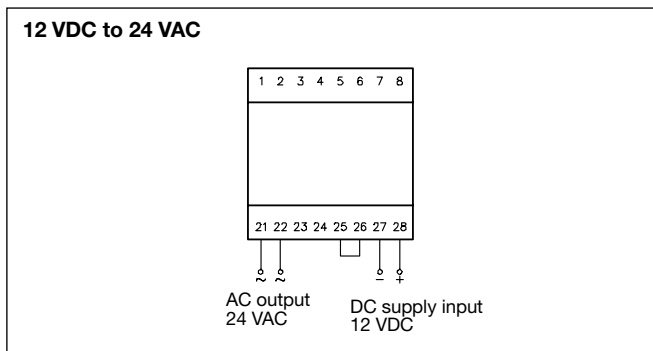 12 VDC to 24 VAC
1 2 3 4 5 6 7 8
21 22 23 24 25 26 27 28
~ ~ − +
AC output
24 VAC
DC supply input
12 VDC